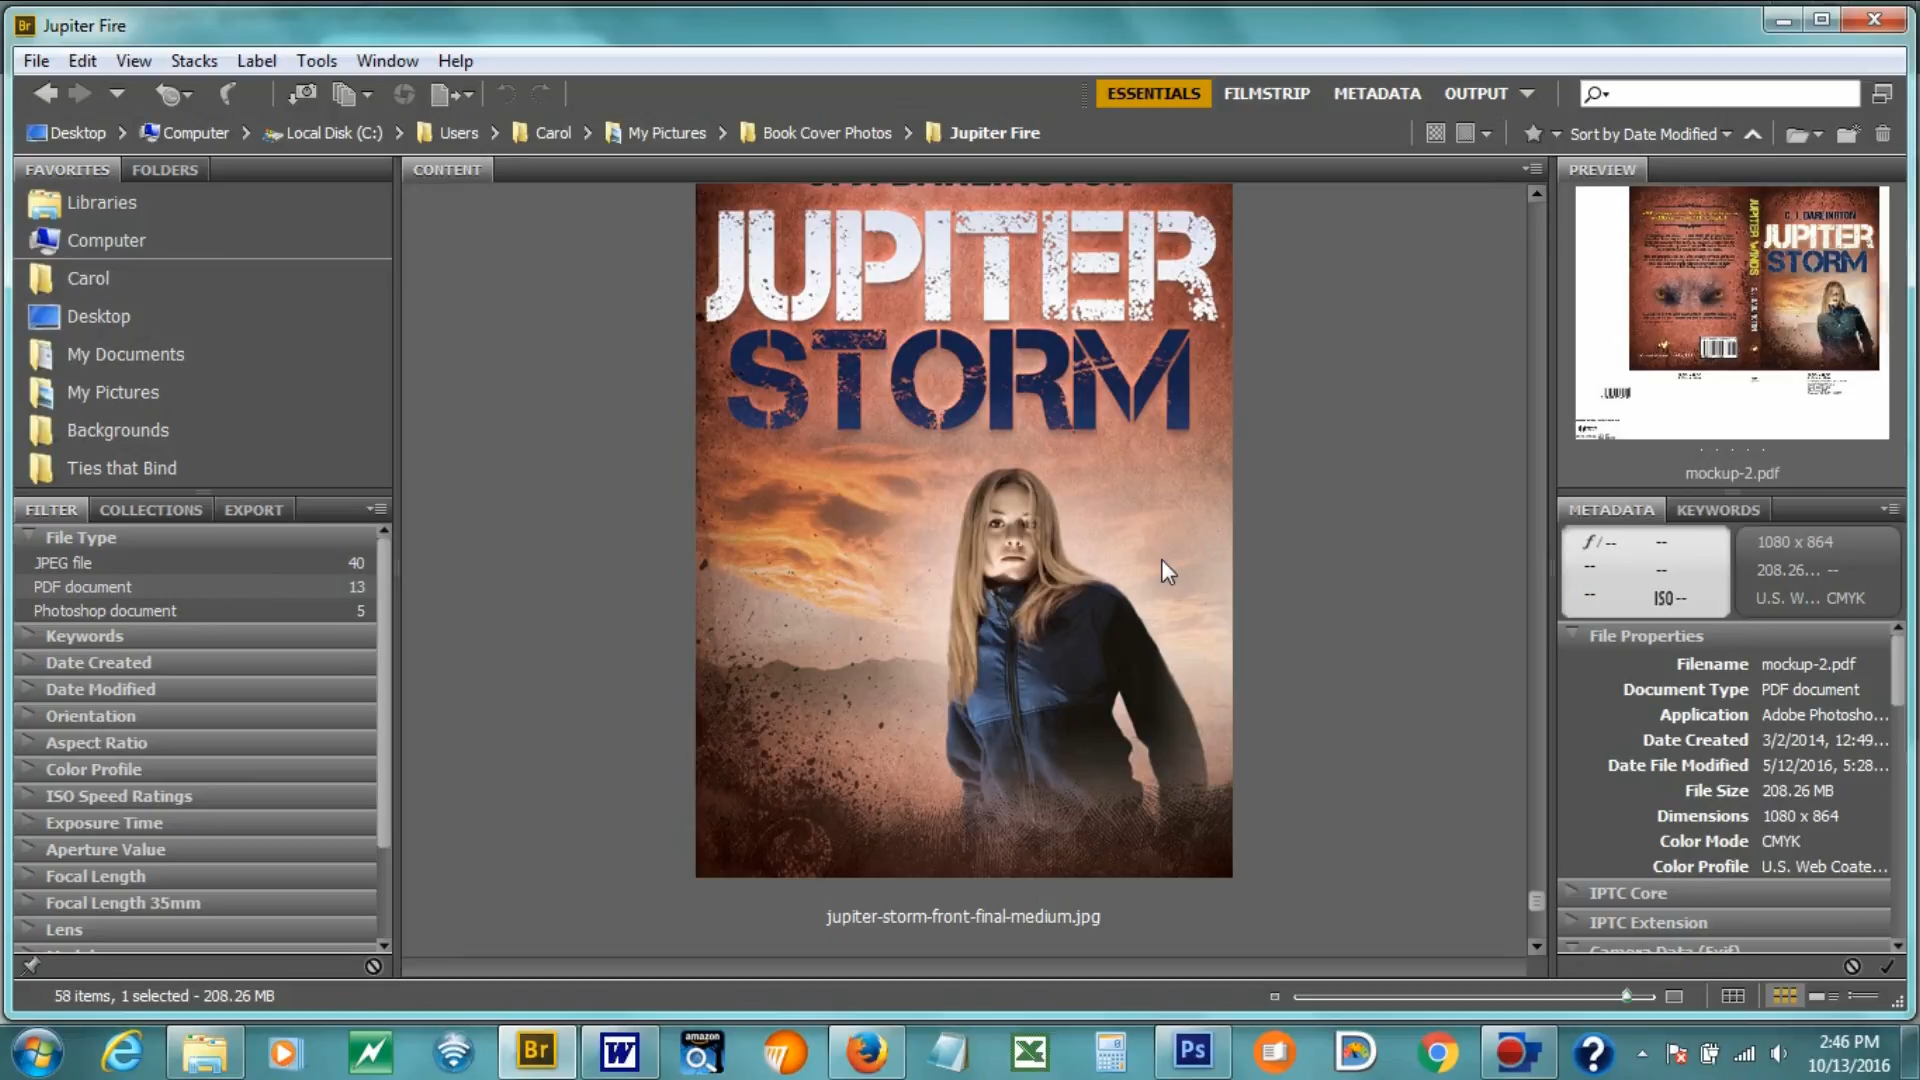 Br Jupiter Fire
File Edit View Stacks Label Tools Window Help
ESSENTIALS FILMSTRIP METADATA OUTPUT
Desktop Computer Local Disk (C:) Users Carol My Pictures Book Cover Photos Jupiter Fire
Sort by Date Modified
FAVORITES FOLDERS
Libraries
Computer
Carol
Desktop
My Documents
My Pictures
Backgrounds
Ties that Bind
FILTER COLLECTIONS EXPORT
File Type
JPEG file 40
PDF document 13
Photoshop document 5
Keywords
Date Created
Date Modified
Orientation
Aspect Ratio
Color Profile
ISO Speed Ratings
Exposure Time
Aperture Value
Focal Length
Focal Length 35mm
Lens
CONTENT
JUPITER
STORM
jupiter-storm-front-final-medium.jpg
PREVIEW
C. J. DARLINGTON
JUPITER
STORM
JUPITER WINDS
mockup-2.pdf
METADATA KEYWORDS
f/-- --
-- --
-- ISO --
1080 x 864
208.26... --
U.S. W... CMYK
File Properties
Filename mockup-2.pdf
Document Type PDF document
Application Adobe Photosho...
Date Created 3/2/2014, 12:49...
Date File Modified 5/12/2016, 5:28...
File Size 208.26 MB
Dimensions 1080 x 864
Color Mode CMYK
Color Profile U.S. Web Coate...
IPTC Core
IPTC Extension
Camera Data (Exif)
58 items, 1 selected - 208.26 MB
Br W amazon Ps
2:46 PM
10/13/2016